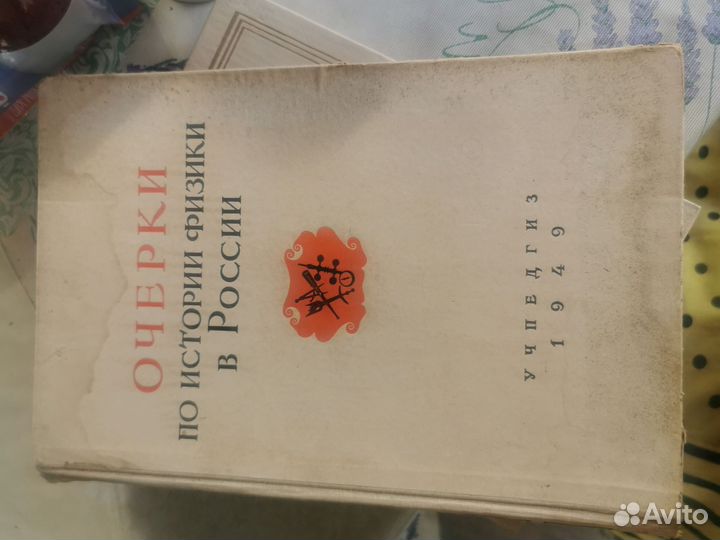 ОЧЕРКИ
ПО ИСТОРИИ ФИЗИКИ
В РОССИИ
УЧПЕДГИЗ
1949
Avito